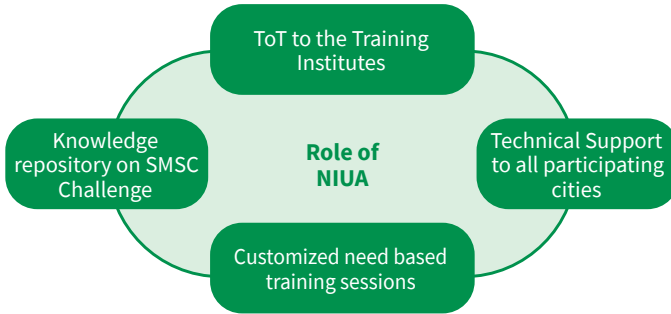 ToT to the Training
Institutes
Knowledge
repository on SMSC
Challenge
Role of
NIUA
Technical Support
to all participating
cities
Customized need based
training sessions